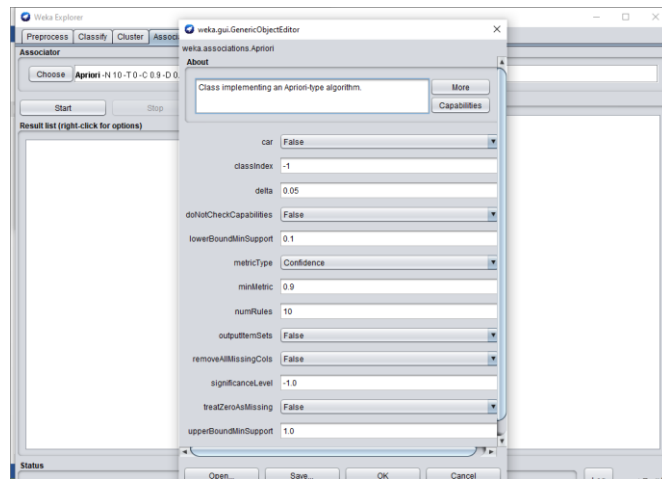 Weka Explorer
Preprocess Classify Cluster Associ
Associator
Choose Apriori -N 10 -T 0 -C 0.9 -D 0.
Start Stop
Result list (right-click for options)
Status
weka.gui.GenericObjectEditor
weka.associations.Apriori
About
Class implementing an Apriori-type algorithm.
More
Capabilities
car False
classIndex -1
delta 0.05
doNotCheckCapabilities False
lowerBoundMinSupport 0.1
metricType Confidence
minMetric 0.9
numRules 10
outputItemSets False
removeAllMissingCols False
significanceLevel -1.0
treatZeroAsMissing False
upperBoundMinSupport 1.0
Open... Save... OK Cancel